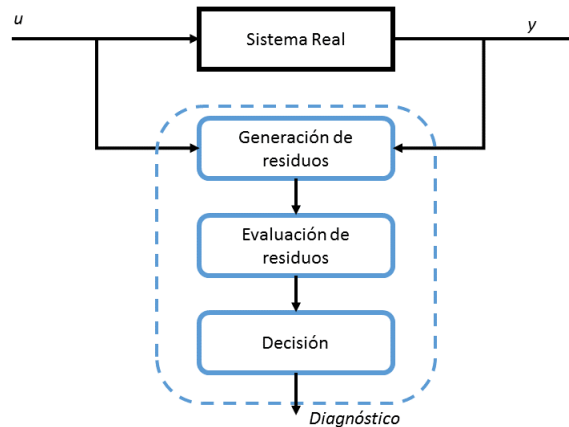 u
y
Sistema Real
Generación de
residuos
Evaluación de
residuos
Decisión
Diagnóstico